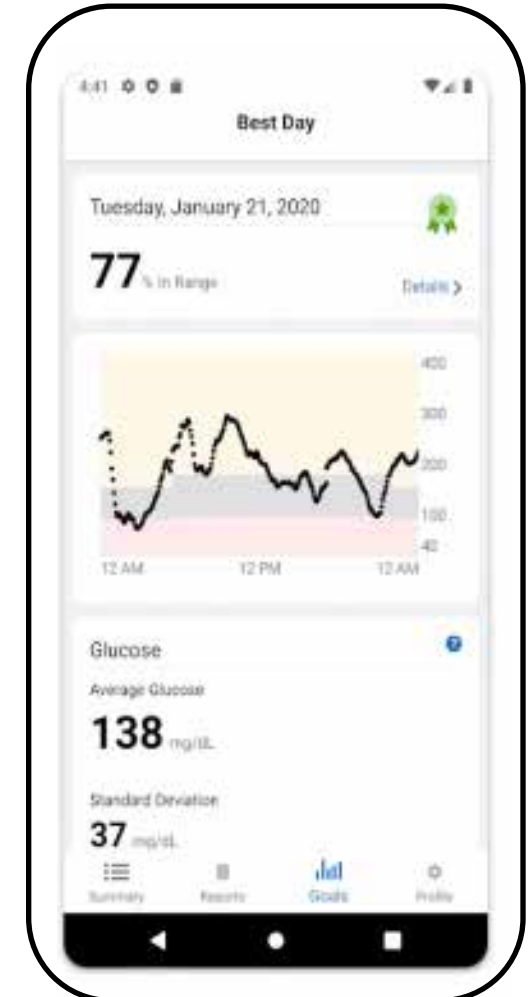 4:41
Best Day
Tuesday, January 21, 2020
77 % In Range
Details
400
300
200
100
40
12 AM 12 PM 12 AM
Glucose
Average Glucose
138 mg/dL
Standard Deviation
37 mg/dL
Summary Reports Goals Profile